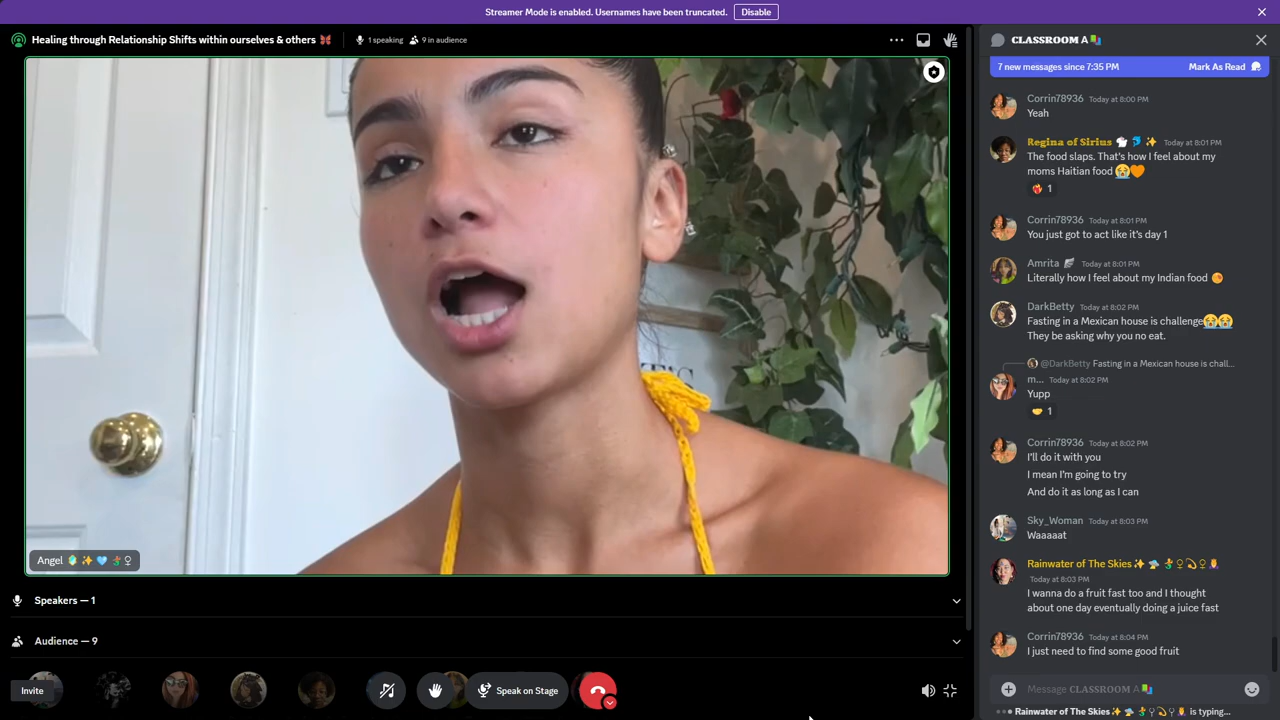 Streamer Mode is enabled. Usernames have been truncated. Disable
Healing through Relationship Shifts within ourselves & others 🦋
1 speaking 9 in audience
Angel
Speakers — 1
Audience — 9
Invite
Speak on Stage
CLASSROOM A
7 new messages since 7:35 PM Mark As Read
Corrin78936 Today at 8:00 PM
Yeah
Regina of Sirius Today at 8:01 PM
The food slaps. That's how I feel about my
moms Haitian food 😭🧡
1
Corrin78936 Today at 8:01 PM
You just got to act like it's day 1
Amrita Today at 8:01 PM
Literally how I feel about my Indian food
DarkBetty Today at 8:02 PM
Fasting in a Mexican house is challenge😭😭
They be asking why you no eat.
@DarkBetty Fasting in a Mexican house is chall...
m... Today at 8:02 PM
Yupp
1
Corrin78936 Today at 8:02 PM
I'll do it with you
I mean I'm going to try
And do it as long as I can
Sky_Woman Today at 8:03 PM
Waaaaat
Rainwater of The Skies
Today at 8:03 PM
I wanna do a fruit fast too and I thought
about one day eventually doing a juice fast
Corrin78936 Today at 8:04 PM
I just need to find some good fruit
Message CLASSROOM A
Rainwater of The Skies is typing...